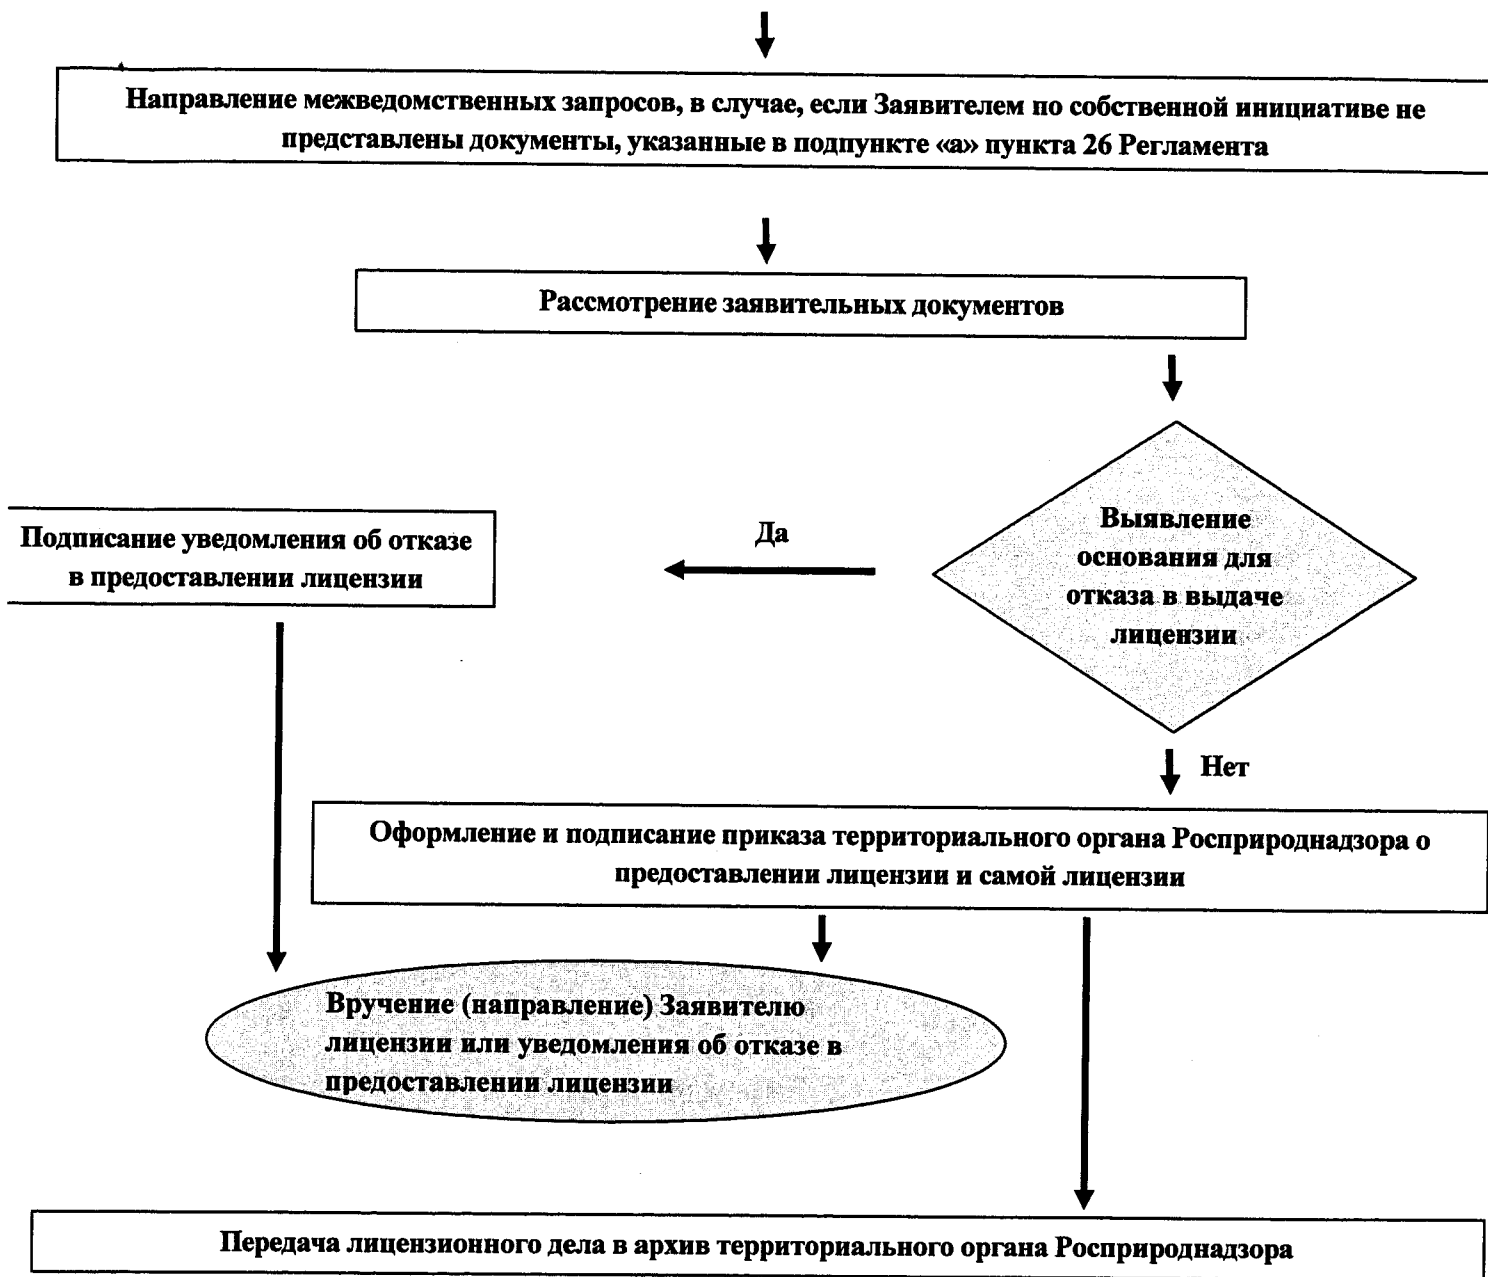 Направление межведомственных запросов, в случае, если Заявителем по собственной инициативе не
представлены документы, указанные в подпункте «а» пункта 26 Регламента
Рассмотрение заявительных документов
Выявление
основания для
отказа в выдаче
лицензии
Да
Подписание уведомления об отказе
в предоставлении лицензии
Нет
Оформление и подписание приказа территориального органа Росприроднадзора о
предоставлении лицензии и самой лицензии
Вручение (направление) Заявителю
лицензии или уведомления об отказе в
предоставлении лицензии
Передача лицензионного дела в архив территориального органа Росприроднадзора